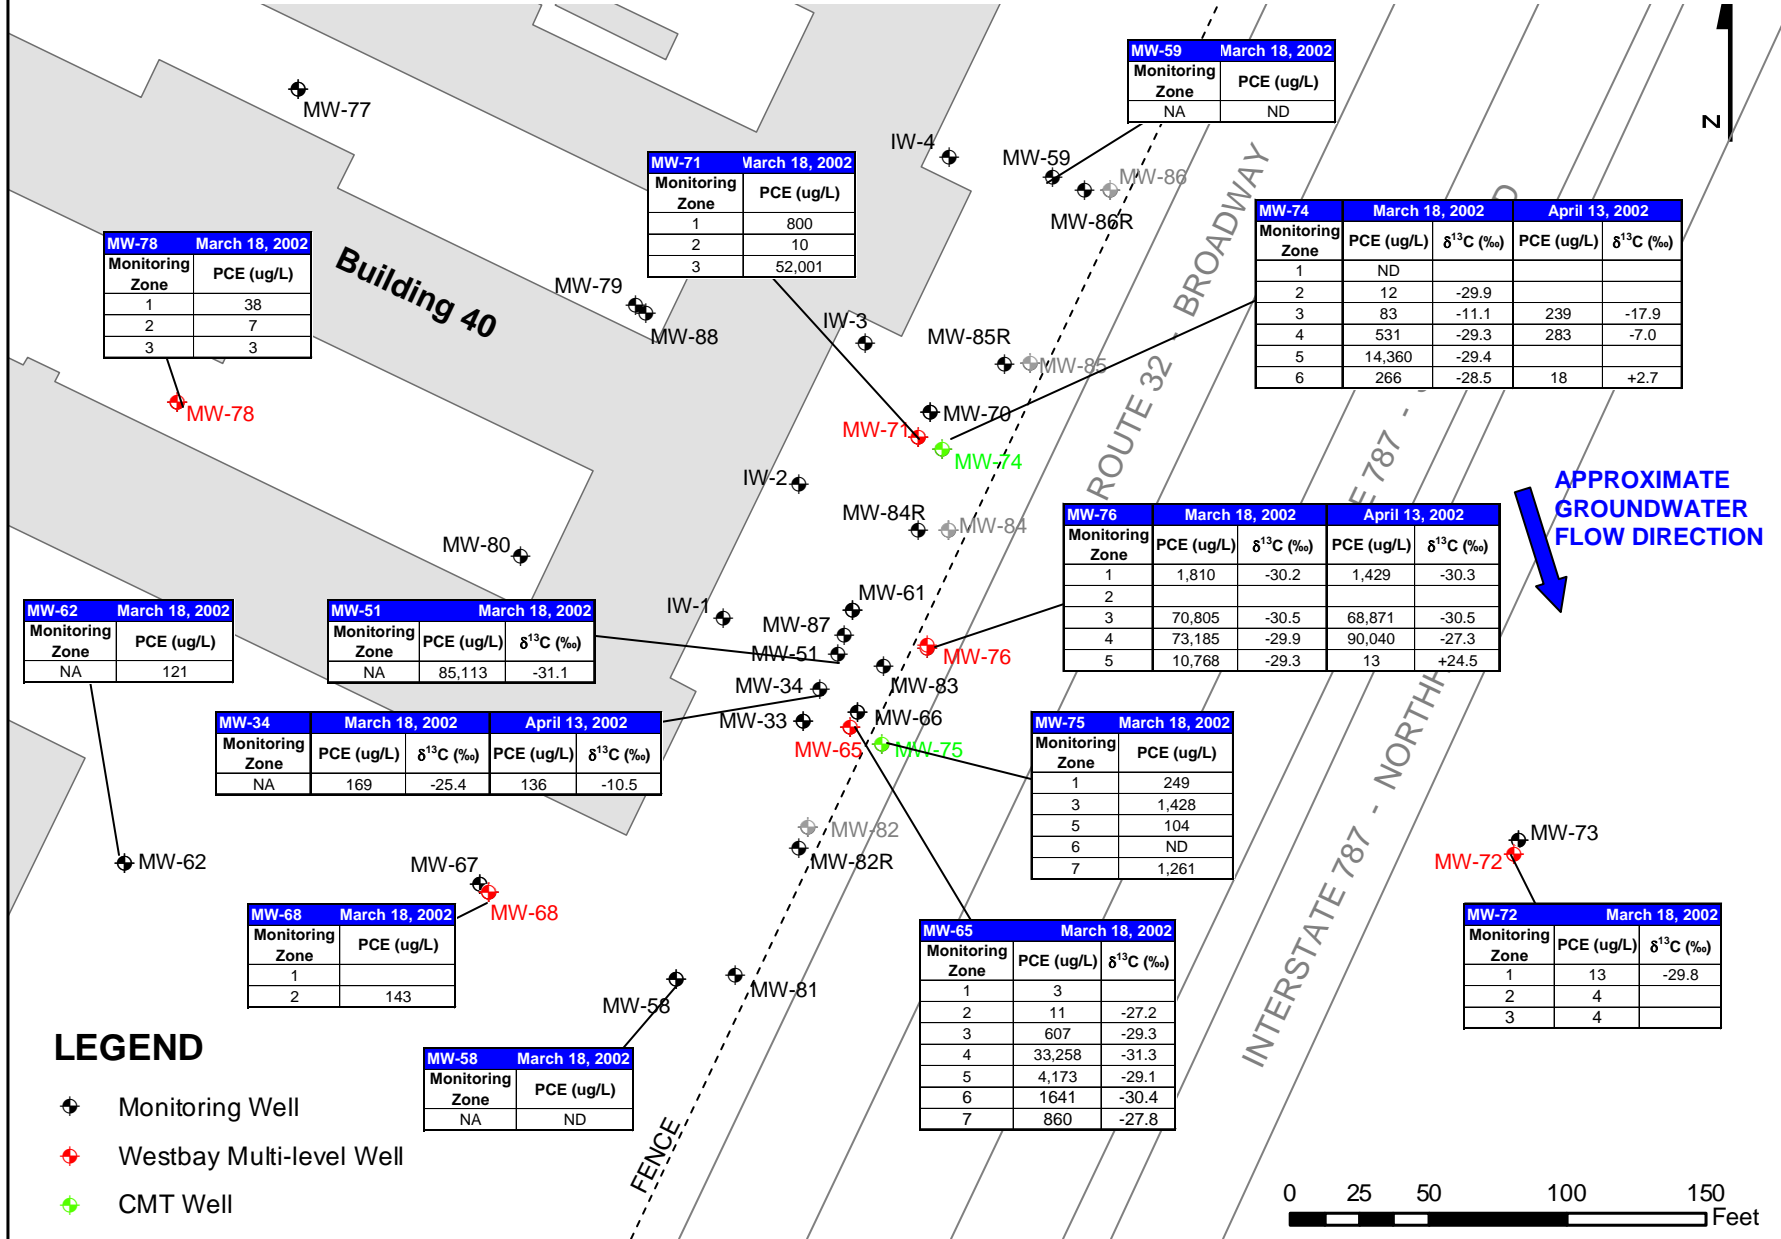 MW-59 March 18, 2002
Monitoring Zone PCE (ug/L)
NA ND
MW-77
IW-4
MW-59
MW-86
MW-86R
MW-71 March 18, 2002
Monitoring Zone PCE (ug/L)
1 800
2 10
3 52,001
MW-74 March 18, 2002 April 13, 2002
Monitoring Zone PCE (ug/L) δ¹³C (‰) PCE (ug/L) δ¹³C (‰)
1 ND
2 12 -29.9
3 83 -11.1 239 -17.9
4 531 -29.3 283 -7.0
5 14,360 -29.4
6 266 -28.5 18 +2.7
MW-78 March 18, 2002
Monitoring Zone PCE (ug/L)
1 38
2 7
3 3
Building 40
MW-79
MW-88
IW-3
MW-85R
MW-85
MW-78
MW-70
MW-71
MW-74
N
ROUTE 32 - BROADWAY
INTERSTATE 787 - NORTHH
E 787 -
D
APPROXIMATE
GROUNDWATER
FLOW DIRECTION
IW-2
MW-84R
MW-84
MW-80
MW-76 March 18, 2002 April 13, 2002
Monitoring Zone PCE (ug/L) δ¹³C (‰) PCE (ug/L) δ¹³C (‰)
1 1,810 -30.2 1,429 -30.3
2
3 70,805 -30.5 68,871 -30.5
4 73,185 -29.9 90,040 -27.3
5 10,768 -29.3 13 +24.5
MW-62 March 18, 2002
Monitoring Zone PCE (ug/L)
NA 121
MW-51 March 18, 2002
Monitoring Zone PCE (ug/L) δ¹³C (‰)
NA 85,113 -31.1
IW-1
MW-61
MW-87
MW-51
MW-76
MW-34
MW-83
MW-33
MW-66
MW-65
MW-75
MW-34 March 18, 2002 April 13, 2002
Monitoring Zone PCE (ug/L) δ¹³C (‰) PCE (ug/L) δ¹³C (‰)
NA 169 -25.4 136 -10.5
MW-75 March 18, 2002
Monitoring Zone PCE (ug/L)
1 249
3 1,428
5 104
6 ND
7 1,261
MW-82
MW-82R
MW-62
MW-67
MW-68
MW-73
MW-72
MW-68 March 18, 2002
Monitoring Zone PCE (ug/L)
1
2 143
MW-65 March 18, 2002
Monitoring Zone PCE (ug/L) δ¹³C (‰)
1 3
2 11 -27.2
3 607 -29.3
4 33,258 -31.3
5 4,173 -29.1
6 1641 -30.4
7 860 -27.8
MW-72 March 18, 2002
Monitoring Zone PCE (ug/L) δ¹³C (‰)
1 13 -29.8
2 4
3 4
MW-58
MW-81
MW-58 March 18, 2002
Monitoring Zone PCE (ug/L)
NA ND
FENCE
LEGEND
Monitoring Well
Westbay Multi-level Well
CMT Well
0 25 50 100 150
Feet